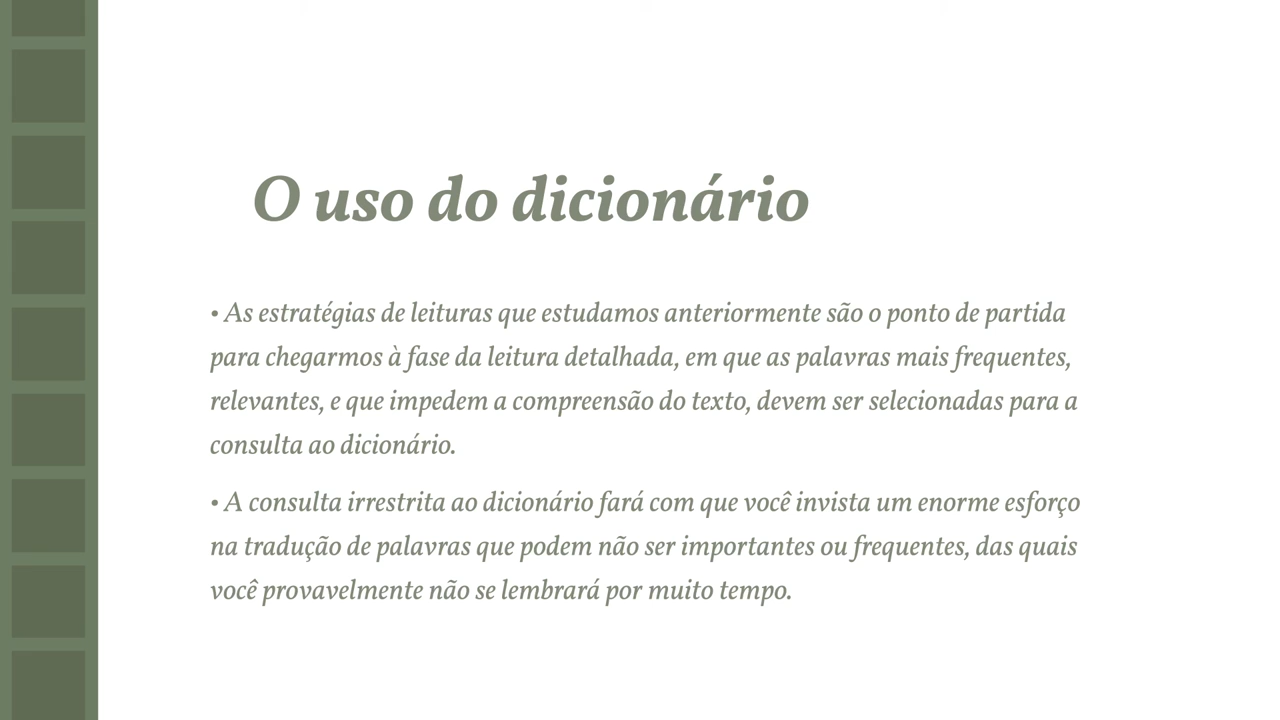 O uso do dicionário
• As estratégias de leituras que estudamos anteriormente são o ponto de partida
para chegarmos à fase da leitura detalhada, em que as palavras mais frequentes,
relevantes, e que impedem a compreensão do texto, devem ser selecionadas para a
consulta ao dicionário.
• A consulta irrestrita ao dicionário fará com que você invista um enorme esforço
na tradução de palavras que podem não ser importantes ou frequentes, das quais
você provavelmente não se lembrará por muito tempo.